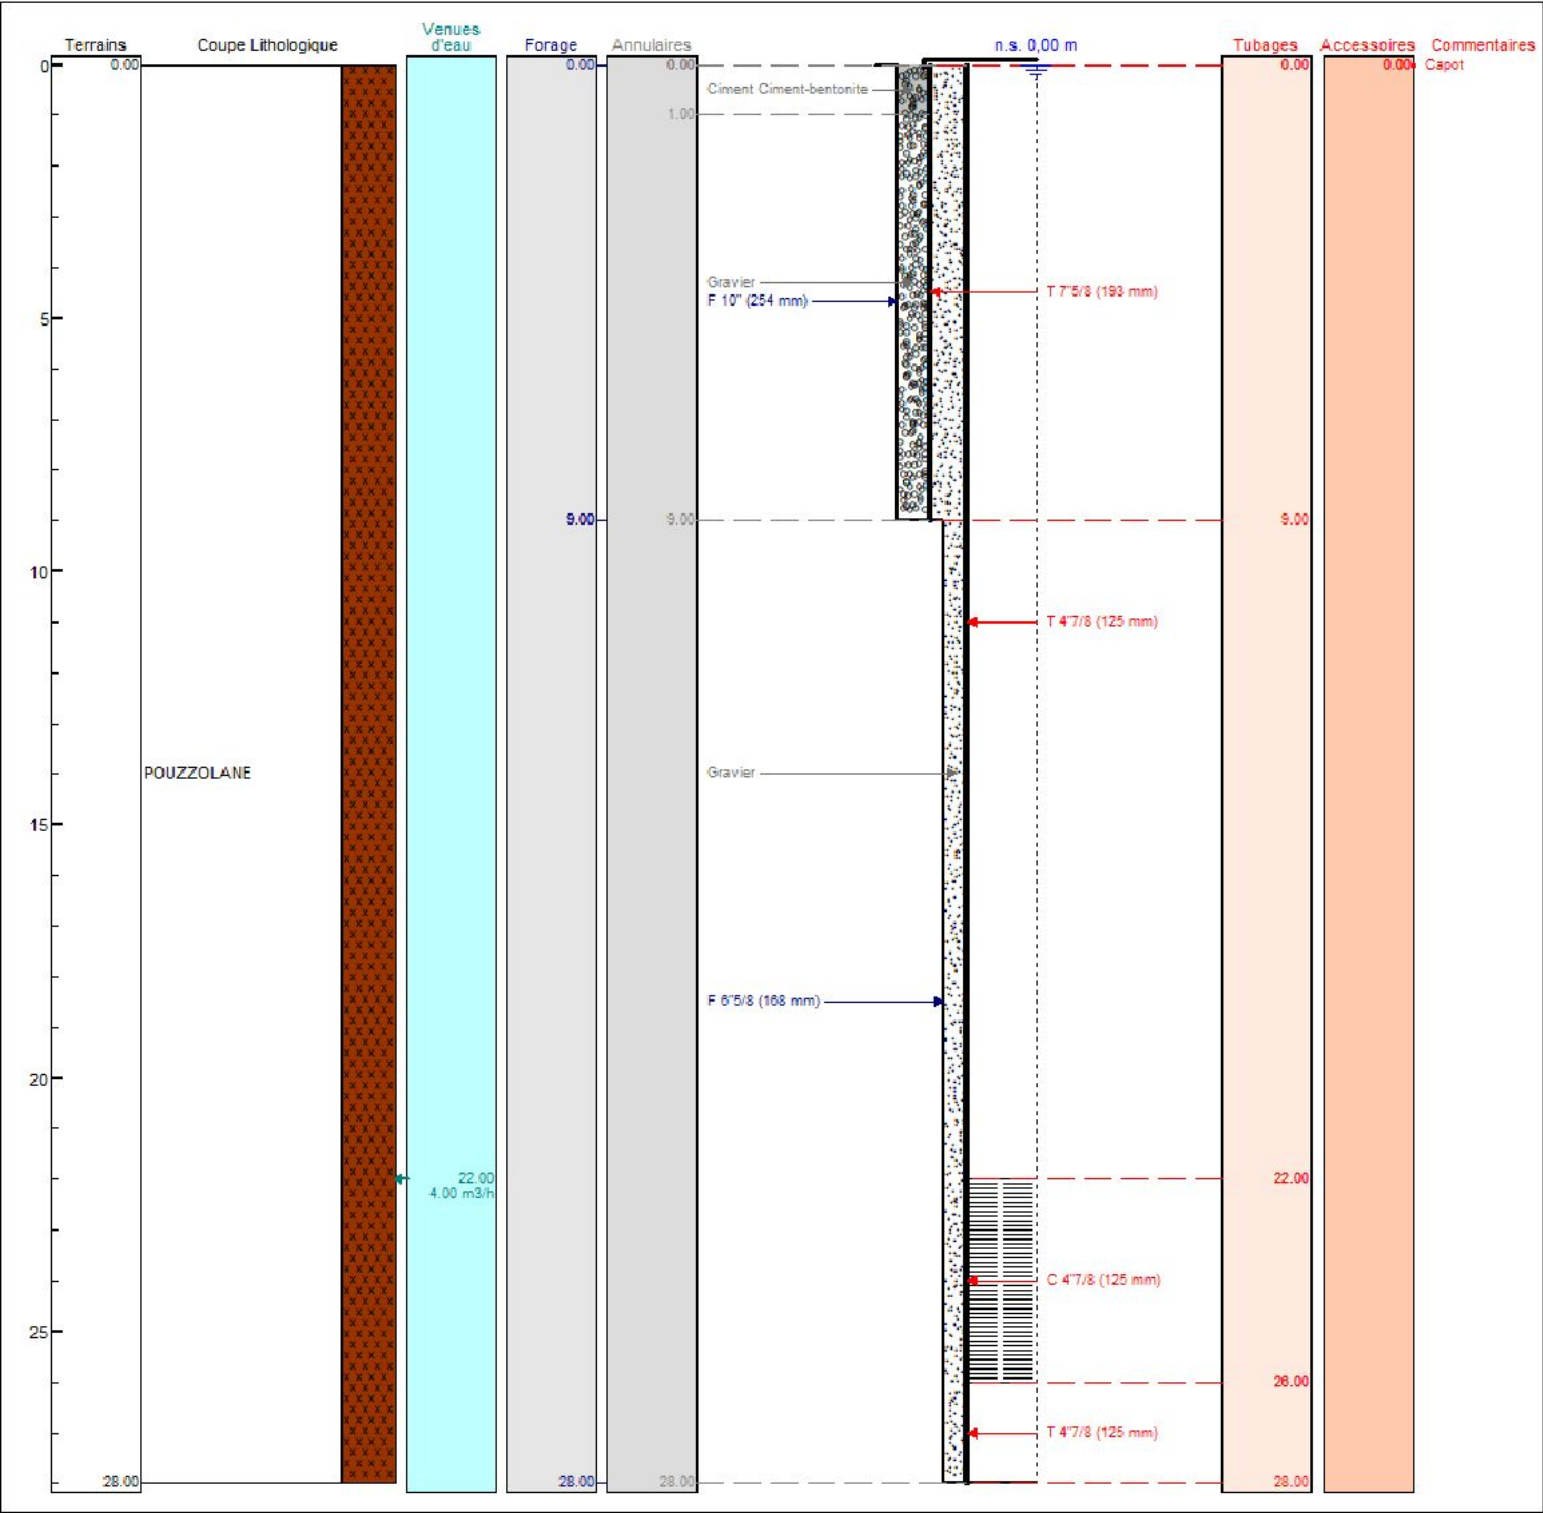 Terrains
Coupe Lithologique
Venues
d'eau
Forage
Annulaires
n.s. 0,00 m
Tubages
Accessoires
Commentaires
0
0.00
0.00
0.00
0.00
0.00
Capot
Ciment Ciment-bentonite
1.00
Gravier
F 10" (254 mm)
T 7"5/8 (193 mm)
5
9.00
9.00
9.00
10
T 4"7/8 (125 mm)
POUZZOLANE
Gravier
15
F 6"5/8 (168 mm)
20
22.00
4.00 m3/h
22.00
C 4"7/8 (125 mm)
25
26.00
T 4"7/8 (125 mm)
28.00
28.00
28.00
28.00